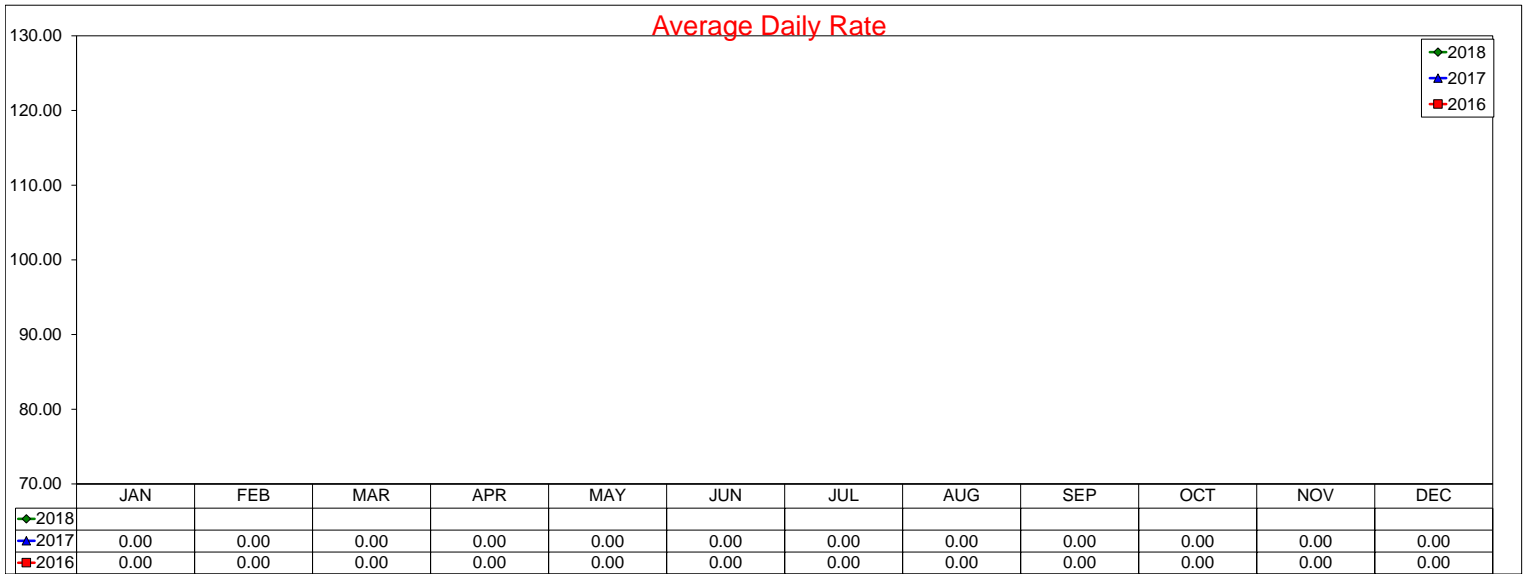 Average Daily Rate
130.00
120.00
110.00
100.00
90.00
80.00
70.00
2018
2017
2016
JAN FEB MAR APR MAY JUN JUL AUG SEP OCT NOV DEC
2018
2017 0.00 0.00 0.00 0.00 0.00 0.00 0.00 0.00 0.00 0.00 0.00 0.00
2016 0.00 0.00 0.00 0.00 0.00 0.00 0.00 0.00 0.00 0.00 0.00 0.00